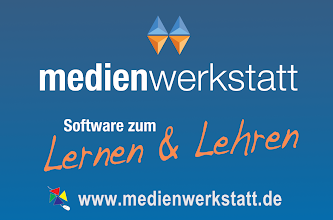 medienwerkstatt
Software zum
Lernen & Lehren
www.medienwerkstatt.de